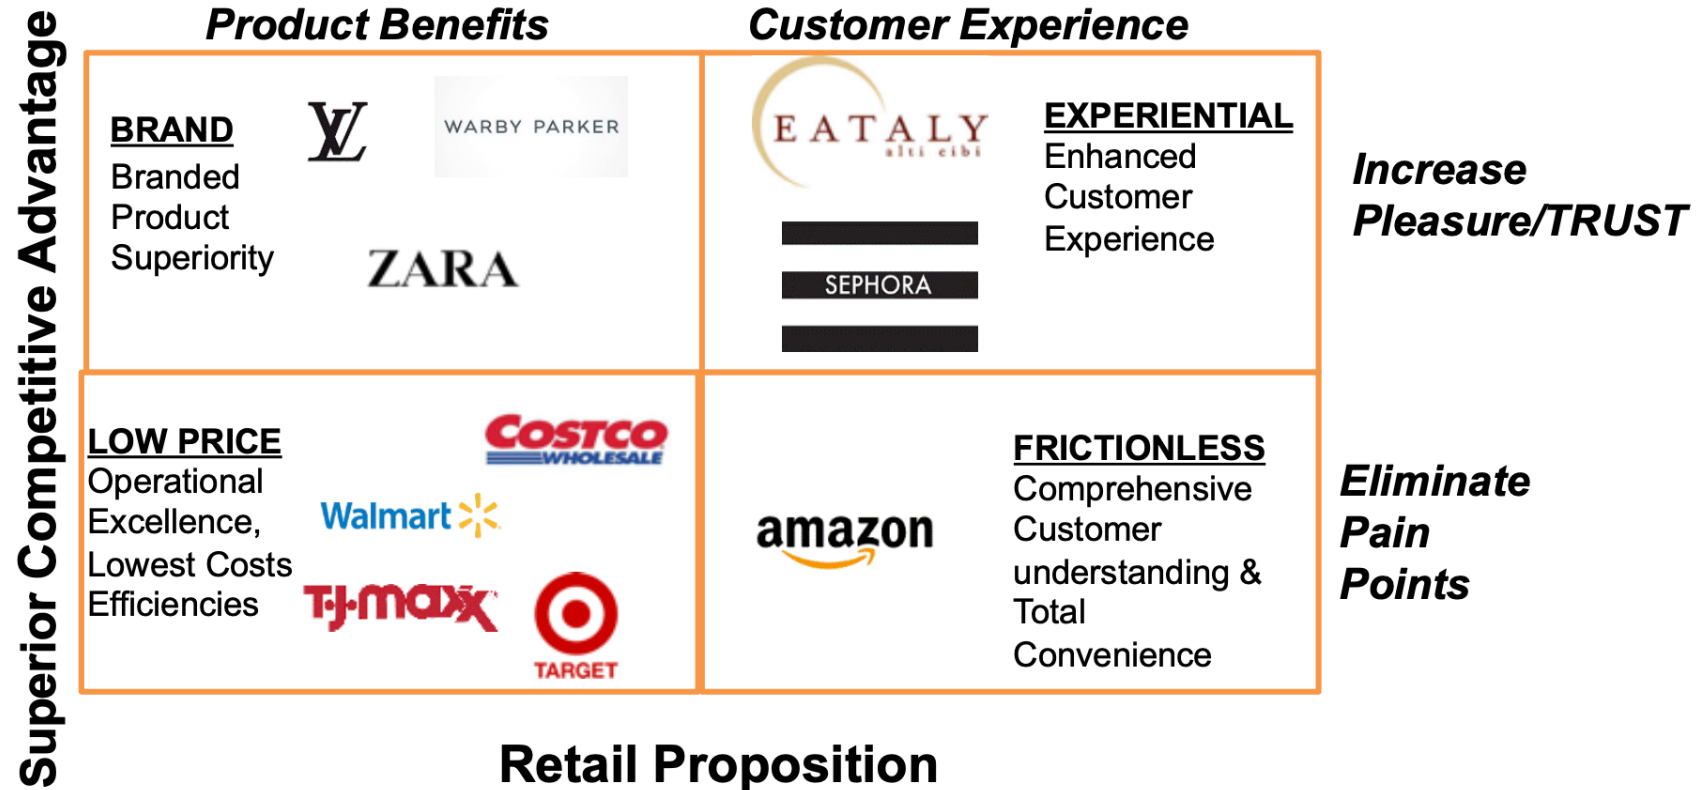 Product Benefits
Customer Experience
Superior Competitive Advantage
BRAND
Branded
Product
Superiority
LV
WARBY PARKER
ZARA
EATALY
alti cibi
SEPHORA
EXPERIENTIAL
Enhanced
Customer
Experience
Increase
Pleasure/TRUST
LOW PRICE
Operational
Excellence,
Lowest Costs
Efficiencies
COSTCO
WHOLESALE
Walmart
T•J•maxx
TARGET
amazon
FRICTIONLESS
Comprehensive
Customer
understanding &
Total
Convenience
Eliminate
Pain
Points
Retail Proposition